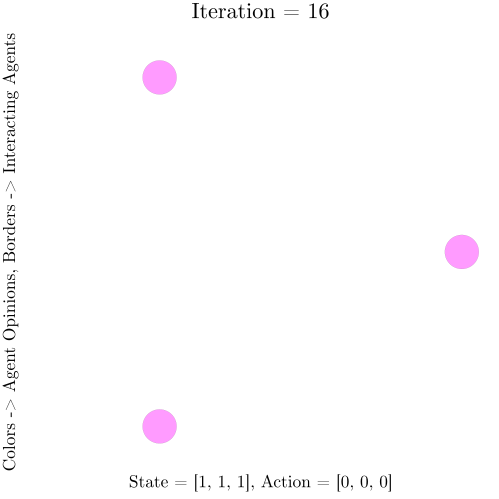 Iteration = 16
Colors -> Agent Opinions, Borders -> Interacting Agents
State = [1, 1, 1], Action = [0, 0, 0]